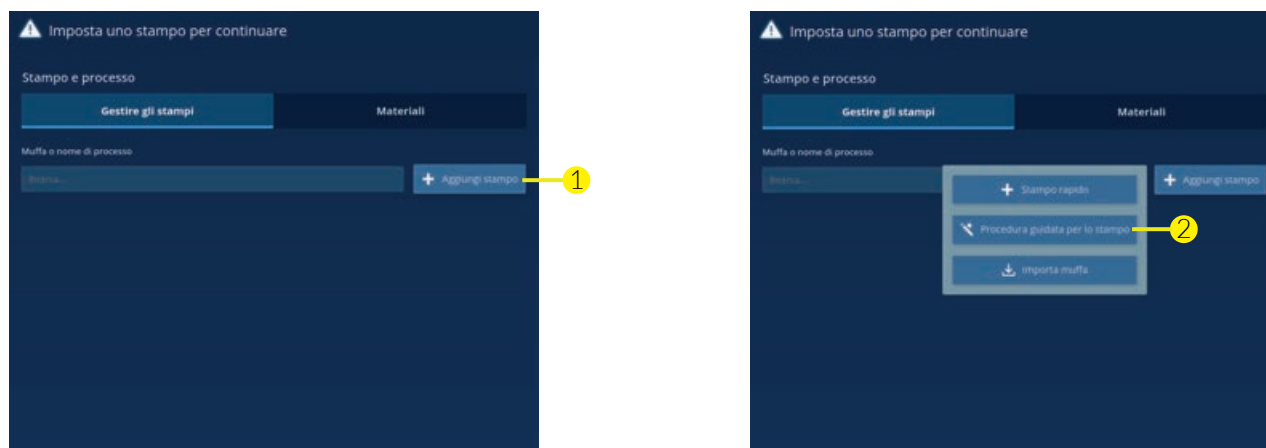 Imposta uno stampo per continuare
Stampo e processo
Gestire gli stampi Materiali
Muffa o nome di processo
Ricerca... + Aggiungi stampo 1
Imposta uno stampo per continuare
Stampo e processo
Gestire gli stampi Materiali
Muffa o nome di processo
Ricerca... + Aggiungi stampo
+ Stampo rapido
Procedura guidata per lo stampo 2
Importa muffa